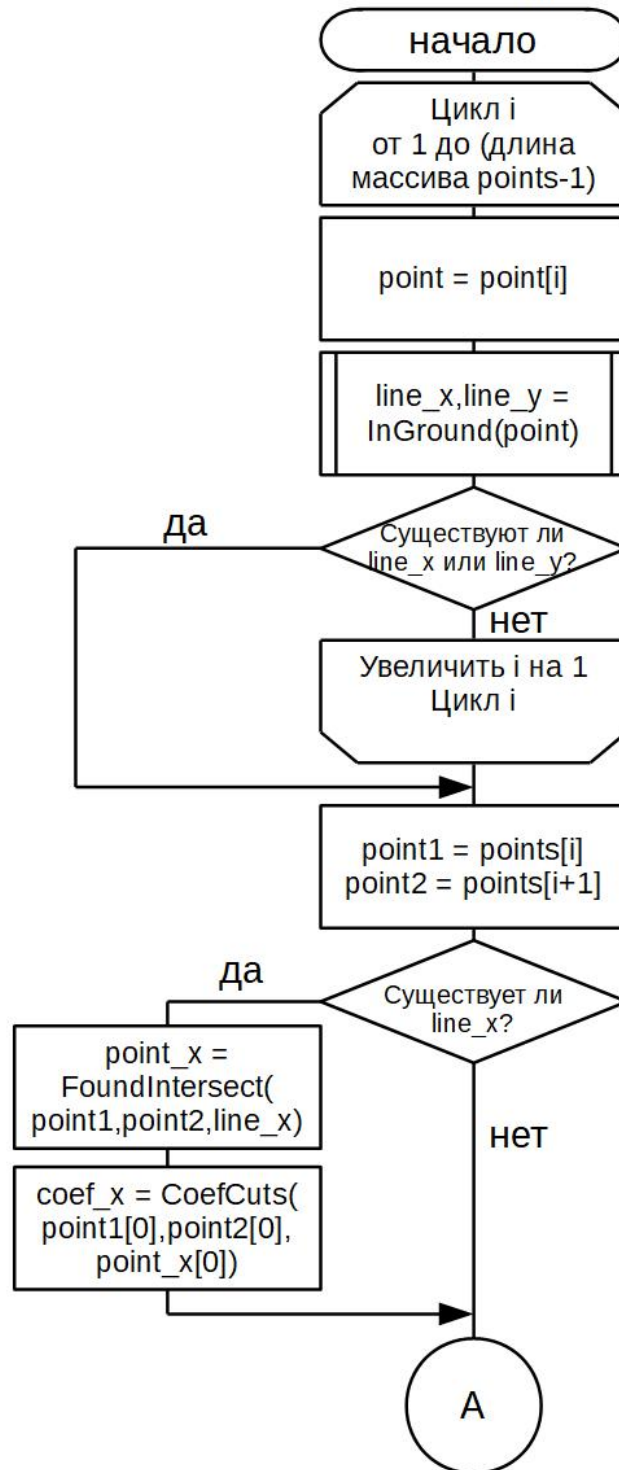 начало
Цикл i
от 1 до (длина
массива points-1)
point = point[i]
line_x,line_y =
InGround(point)
да
Существуют ли
line_x или line_y?
нет
Увеличить i на 1
Цикл i
point1 = points[i]
point2 = points[i+1]
да
Существует ли
line_x?
point_x =
FoundIntersect(
point1,point2,line_x)
нет
coef_x = CoefCuts(
point1[0],point2[0],
point_x[0])
А